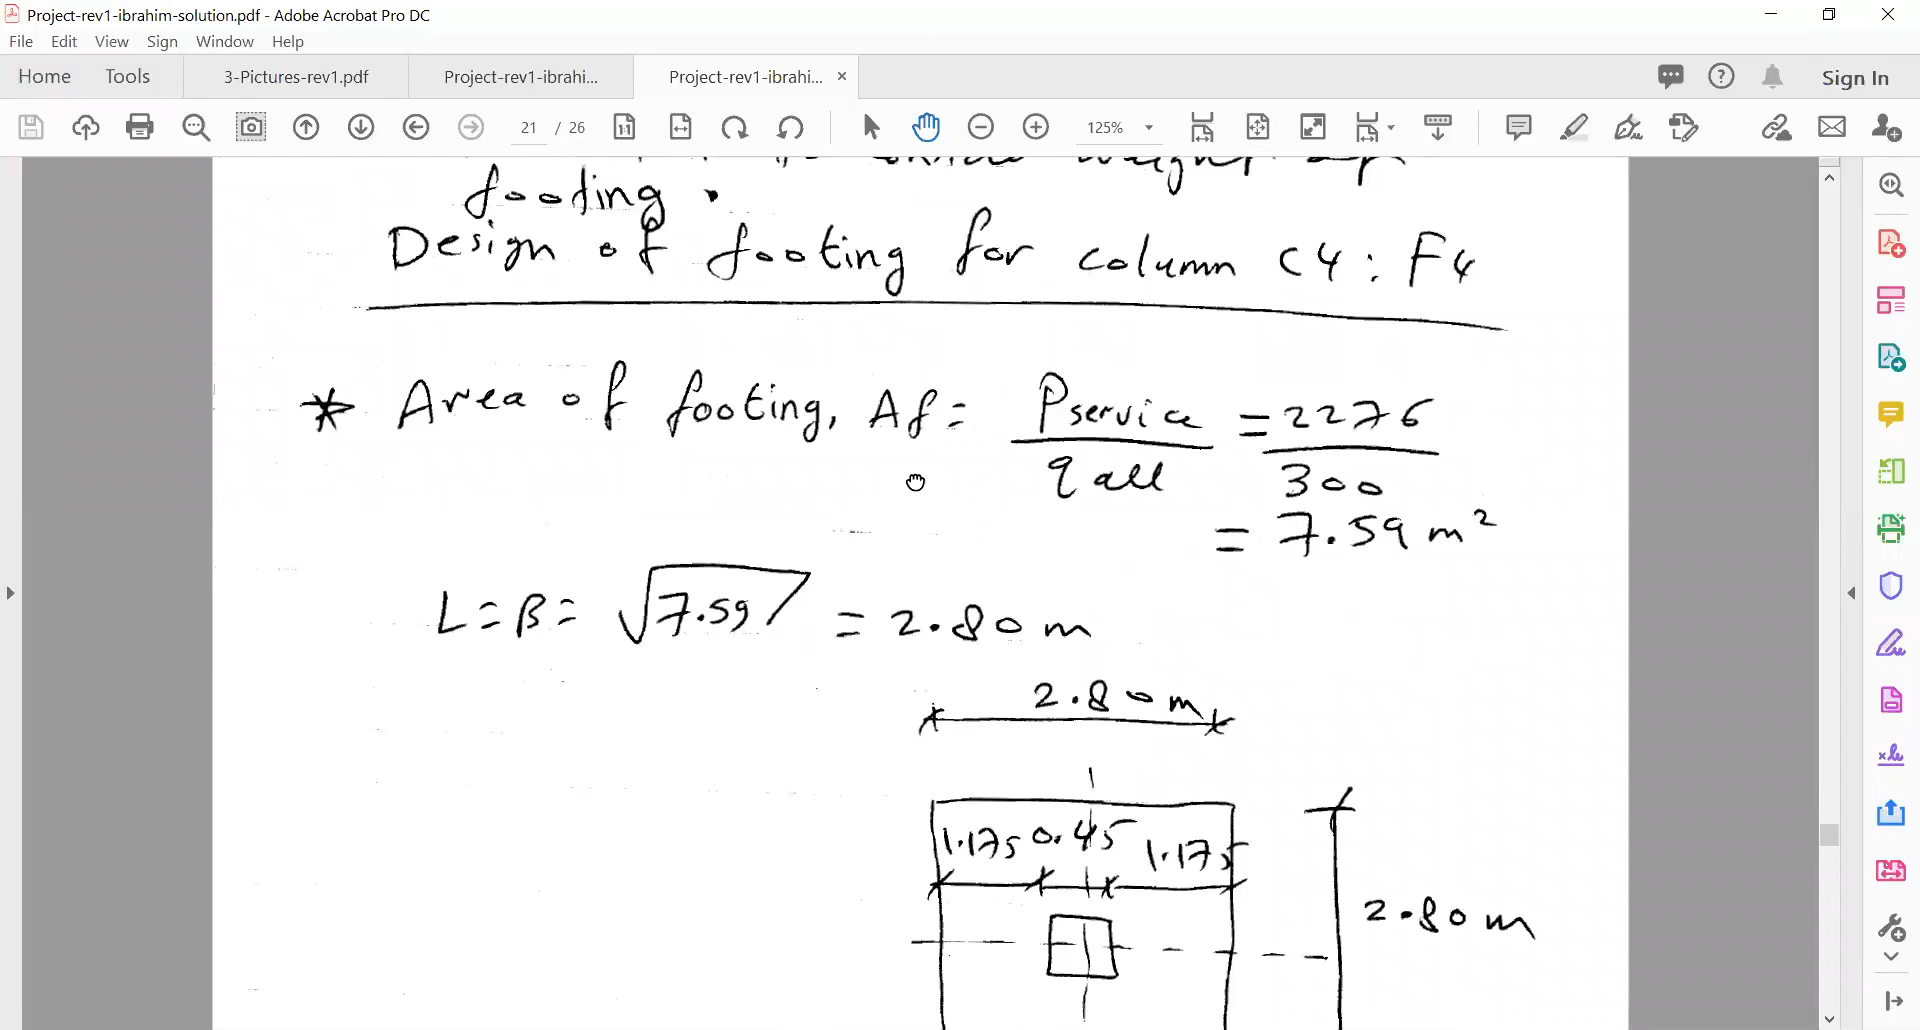 Project-rev1-ibrahim-solution.pdf - Adobe Acrobat Pro DC
File Edit View Sign Window Help
Home Tools 3-Pictures-rev1.pdf Project-rev1-ibrahi... Project-rev1-ibrahi... × Sign In
21 / 26 125%
weight of
footing.
Design of footing for column C4 : F4
* Area of footing, Af = Pservice / q all = 2276 / 300
= 7.59 m²
L = B = √7.59 = 2.80 m
2.80 m
1.175 0.45 1.175
2.80 m